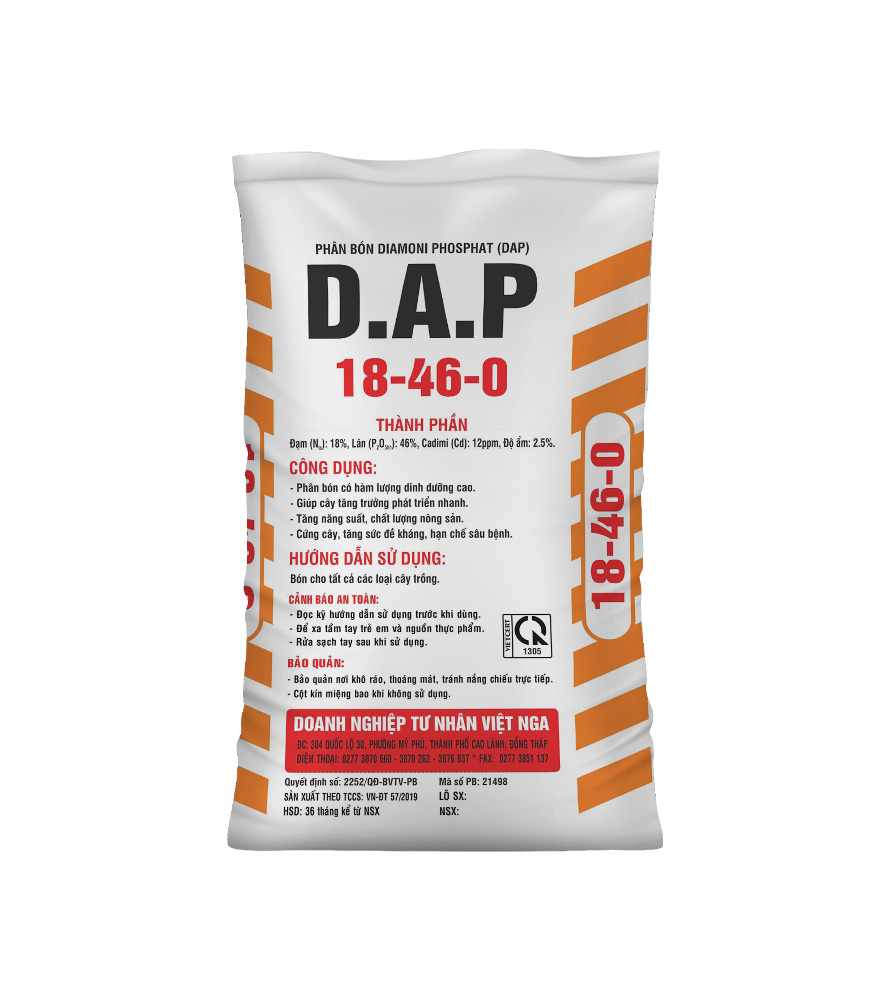 PHÂN BÓN DIAMONI PHOSPHAT (DAP)
D.A.P
18-46-0
THÀNH PHẦN
Đạm (Nts): 18%, Lân (P2O5hh): 46%, Cadimi (Cd): 12ppm, Độ ẩm: 2.5%.
CÔNG DỤNG:
- Phân bón có hàm lượng dinh dưỡng cao.
- Giúp cây tăng trưởng phát triển nhanh.
- Tăng năng suất, chất lượng nông sản.
- Cứng cây, tăng sức đề kháng, hạn chế sâu bệnh.
HƯỚNG DẪN SỬ DỤNG:
Bón cho tất cả các loại cây trồng.
CẢNH BÁO AN TOÀN:
- Đọc kỹ hướng dẫn sử dụng trước khi dùng.
- Để xa tầm tay trẻ em và nguồn thực phẩm.
- Rửa sạch tay sau khi sử dụng.
VIETCERT
1305
BẢO QUẢN:
- Bảo quản nơi khô ráo, thoáng mát, tránh nắng chiếu trực tiếp.
- Cột kín miệng bao khi không sử dụng.
DOANH NGHIỆP TƯ NHÂN VIỆT NGA
ĐC: 304 QUỐC LỘ 30, PHƯỜNG MỸ PHÚ, THÀNH PHỐ CAO LÃNH, ĐỒNG THÁP
ĐIỆN THOẠI: 0277 3870 660 - 3870 262 - 3876 837 * FAX: 0277 3851 137
Quyết định số: 2252/QĐ-BVTV-PB Mã số PB: 21498
SẢN XUẤT THEO TCCS: VN-ĐT 57/2019 LÔ SX:
HSD: 36 tháng kể từ NSX NSX:
18-46-0